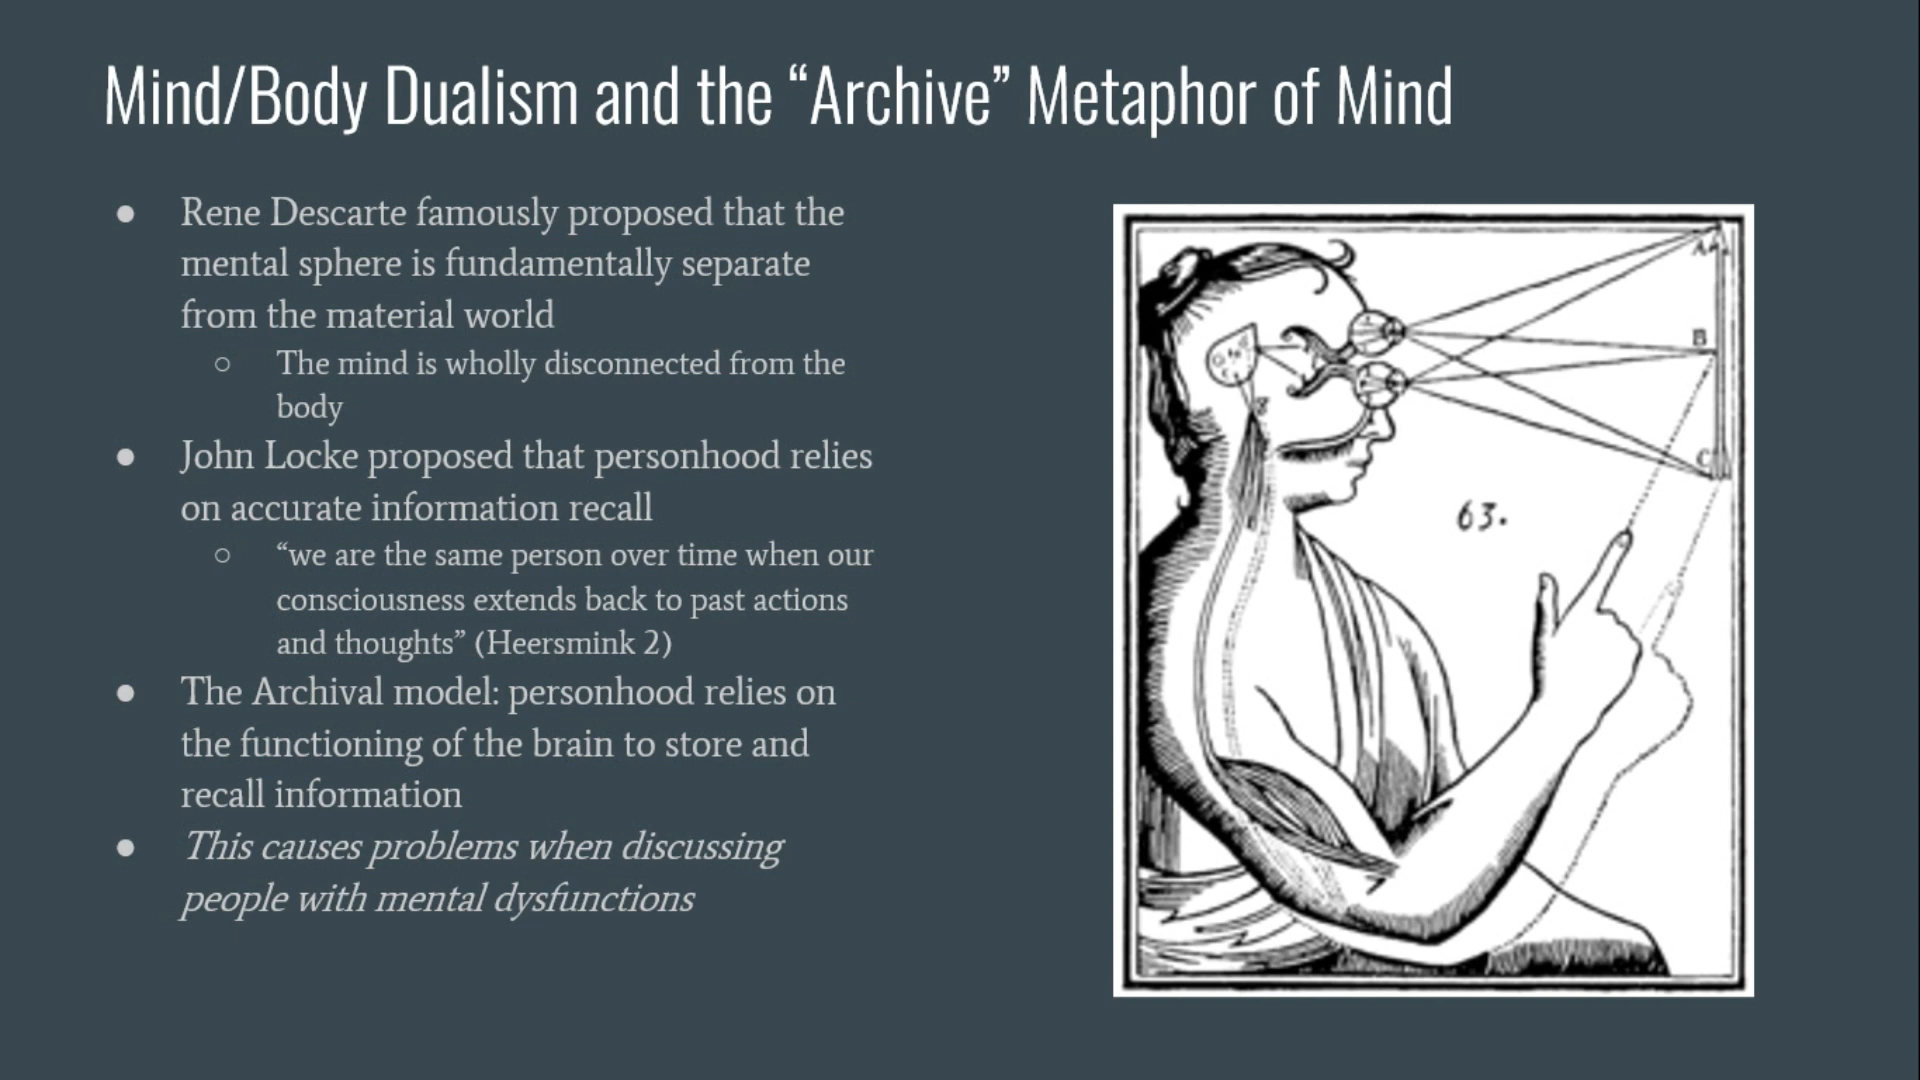 Mind/Body Dualism and the “Archive” Metaphor of Mind
● Rene Descarte famously proposed that the
mental sphere is fundamentally separate
from the material world
○ The mind is wholly disconnected from the
body
● John Locke proposed that personhood relies
on accurate information recall
○ “we are the same person over time when our
consciousness extends back to past actions
and thoughts” (Heersmink 2)
● The Archival model: personhood relies on
the functioning of the brain to store and
recall information
● This causes problems when discussing
people with mental dysfunctions
A
B
C
63.